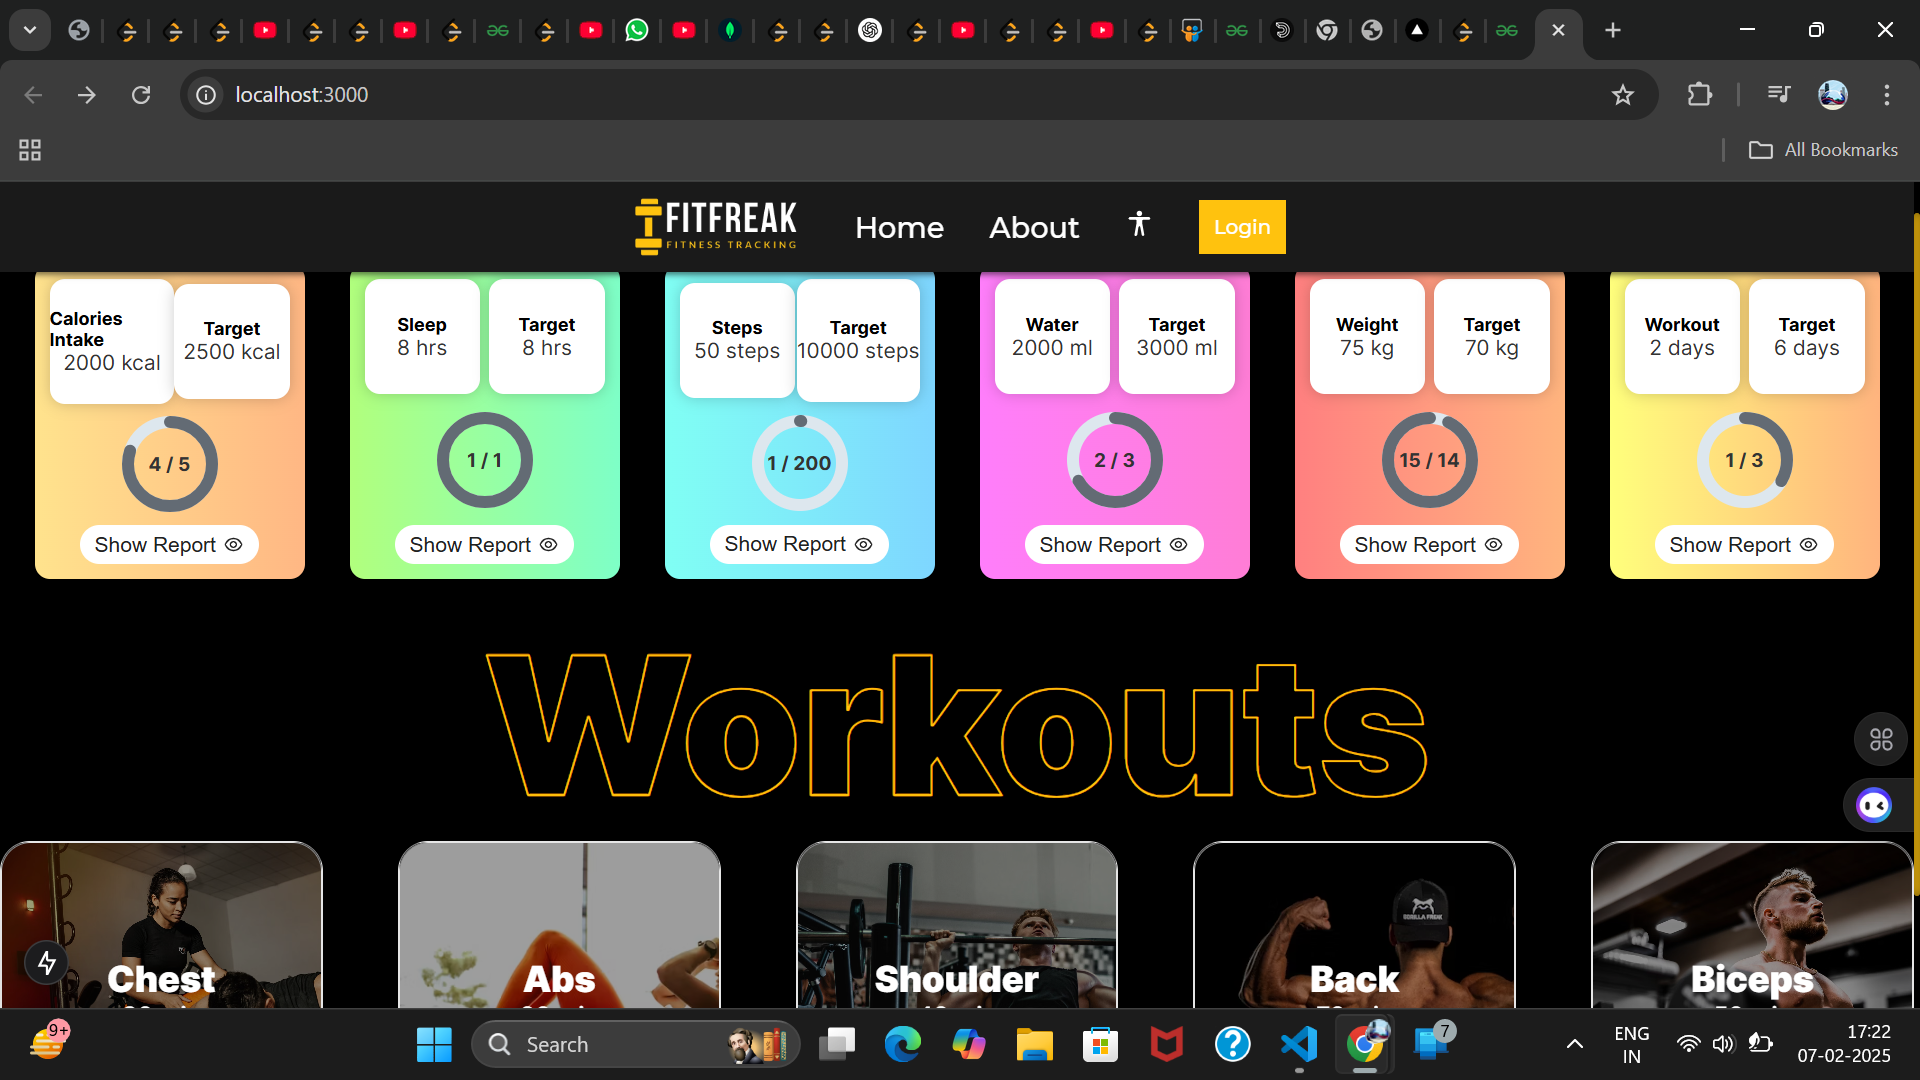 localhost:3000
All Bookmarks
FITFREAK
FITNESS TRACKING
Home
About
Login
Calories
Intake
2000 kcal
Target
2500 kcal
4 / 5
Show Report
Sleep
8 hrs
Target
8 hrs
1 / 1
Show Report
Steps
50 steps
Target
10000 steps
1 / 200
Show Report
Water
2000 ml
Target
3000 ml
2 / 3
Show Report
Weight
75 kg
Target
70 kg
15 / 14
Show Report
Workout
2 days
Target
6 days
1 / 3
Show Report
Workouts
Chest
Abs
Shoulder
Back
Biceps
GORILLA FREAK
9+
Search
7
ENG
IN
17:22
07-02-2025